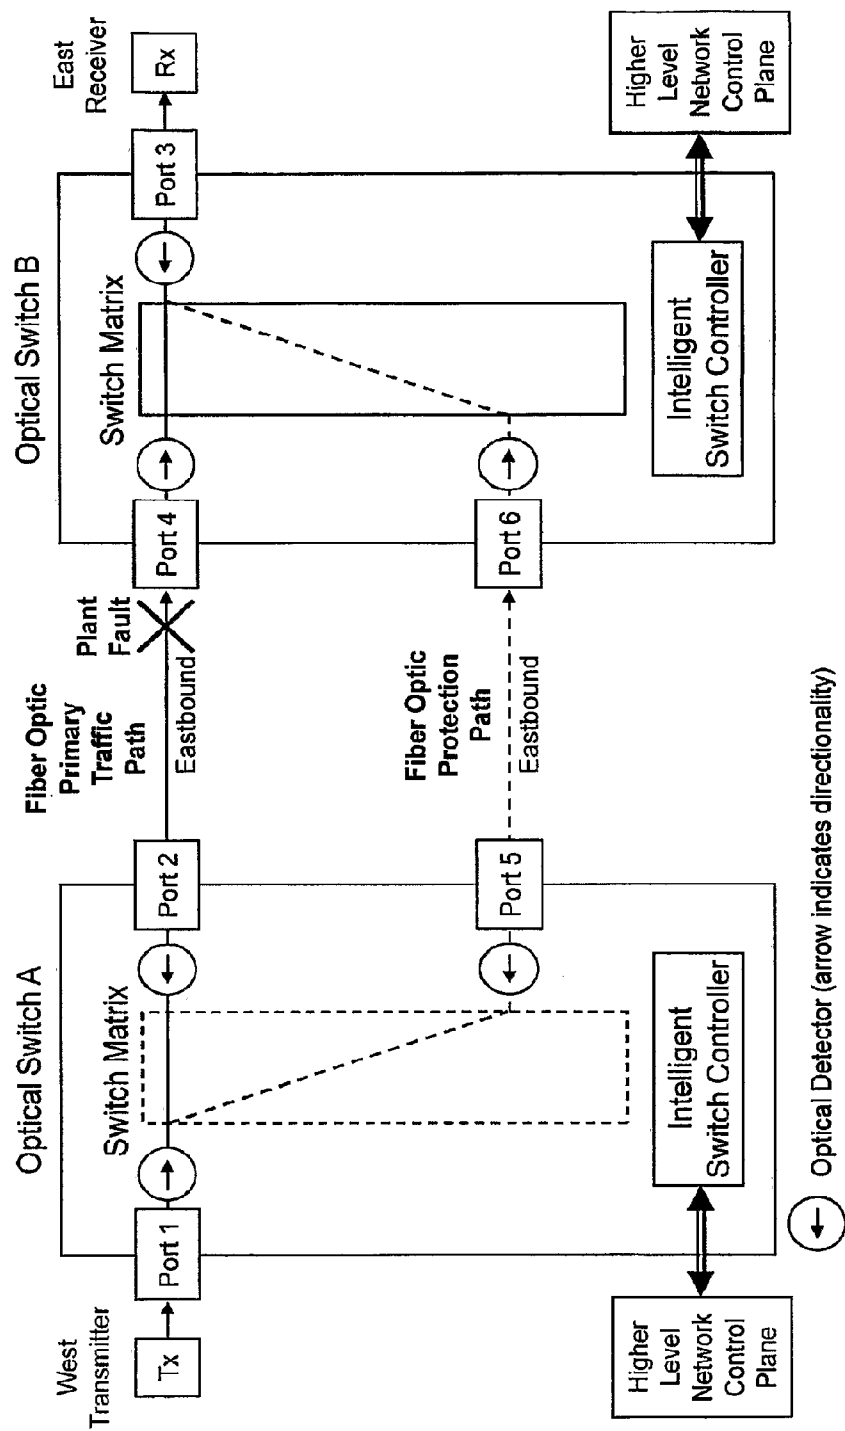 Optical Switch A
Optical Switch B
West
Transmitter
Tx
Port 1
Switch Matrix
Port 2
Fiber Optic
Primary
Traffic
Path
Eastbound
Plant
Fault
Port 4
Switch Matrix
Port 3
East
Receiver
Rx
Port 5
Fiber Optic
Protection
Path
Eastbound
Port 6
Higher
Level
Network
Control
Plane
Intelligent
Switch Controller
Intelligent
Switch Controller
Higher
Level
Network
Control
Plane
Optical Detector (arrow indicates directionality)